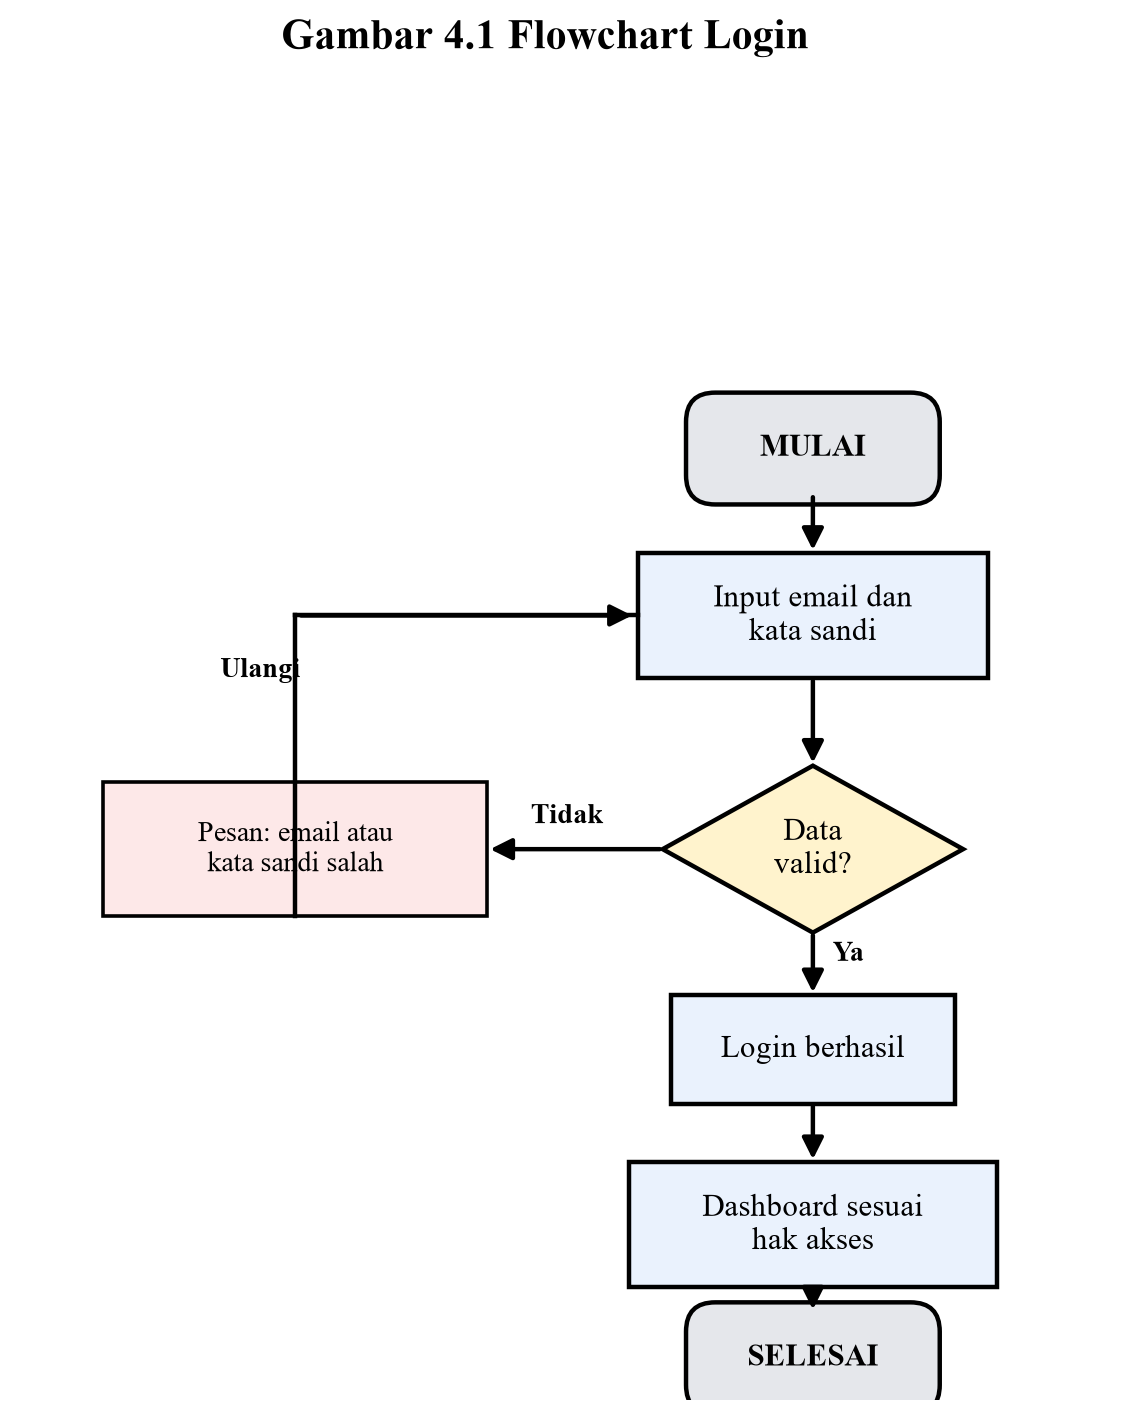 Gambar 4.1 Flowchart Login
MULAI
Input email dan
kata sandi
Ulangi
Pesan: email atau
kata sandi salah
Tidak
Data
valid?
Ya
Login berhasil
Dashboard sesuai
hak akses
SELESAI